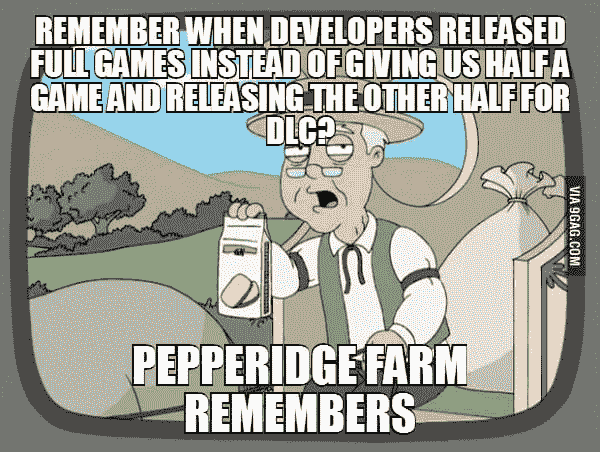 REMEMBER WHEN DEVELOPERS RELEASED
FULL GAMES INSTEAD OF GIVING US HALF A
GAME AND RELEASING THE OTHER HALF FOR
DLC?
VIA 9GAG.COM
PEPPERIDGE FARM
REMEMBERS